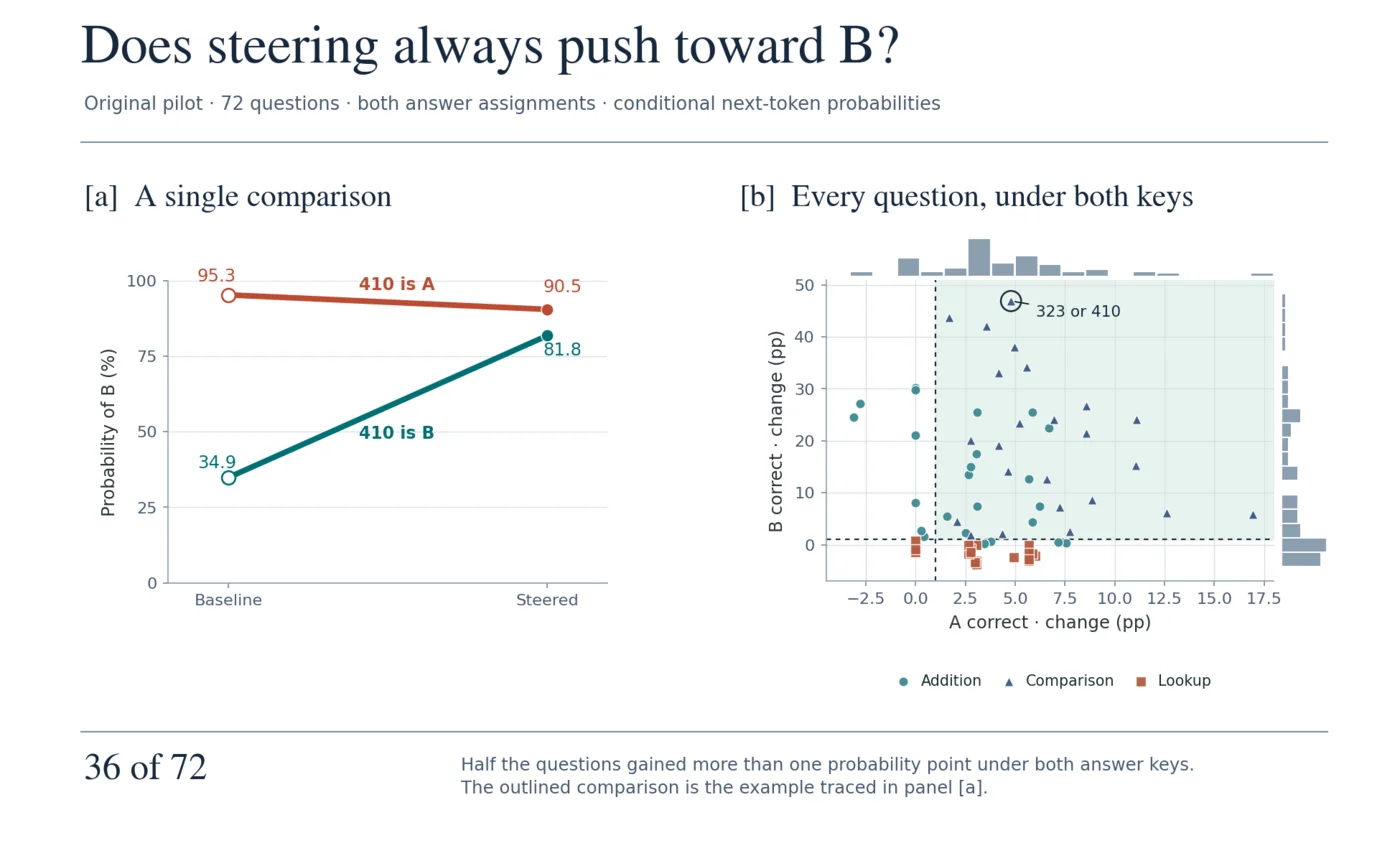 Does steering always push toward B?
Original pilot · 72 questions · both answer assignments · conditional next-token probabilities
[a] A single comparison
95.3
410 is A
90.5
81.8
410 is B
34.9
Probability of B (%)
100
75
50
25
0
Baseline
Steered
[b] Every question, under both keys
323 or 410
B correct · change (pp)
50
40
30
20
10
0
−2.5 0.0 2.5 5.0 7.5 10.0 12.5 15.0 17.5
A correct · change (pp)
Addition Comparison Lookup
36 of 72
Half the questions gained more than one probability point under both answer keys.
The outlined comparison is the example traced in panel [a].